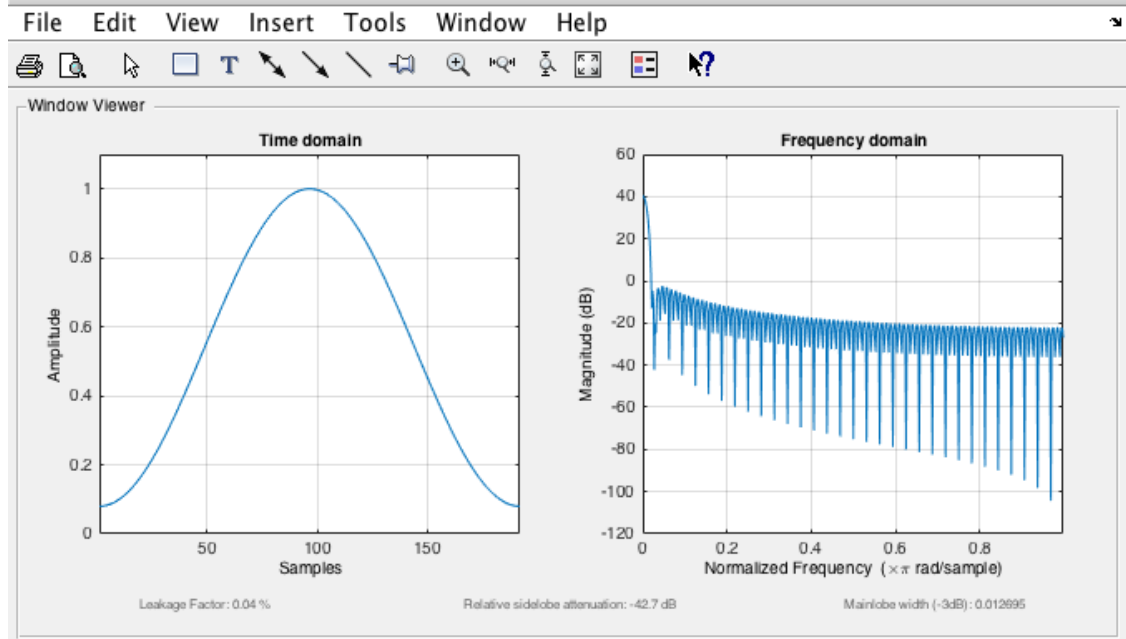 File Edit View Insert Tools Window Help
T
?
Window Viewer
Time domain
Amplitude
1
0.8
0.6
0.4
0.2
0
50 100 150
Samples
Frequency domain
Magnitude (dB)
60
40
20
0
-20
-40
-60
-80
-100
-120
0 0.2 0.4 0.6 0.8
Normalized Frequency (×π rad/sample)
Leakage Factor: 0.04 % Relative sidelobe attenuation: -42.7 dB Mainlobe width (-3dB): 0.012695